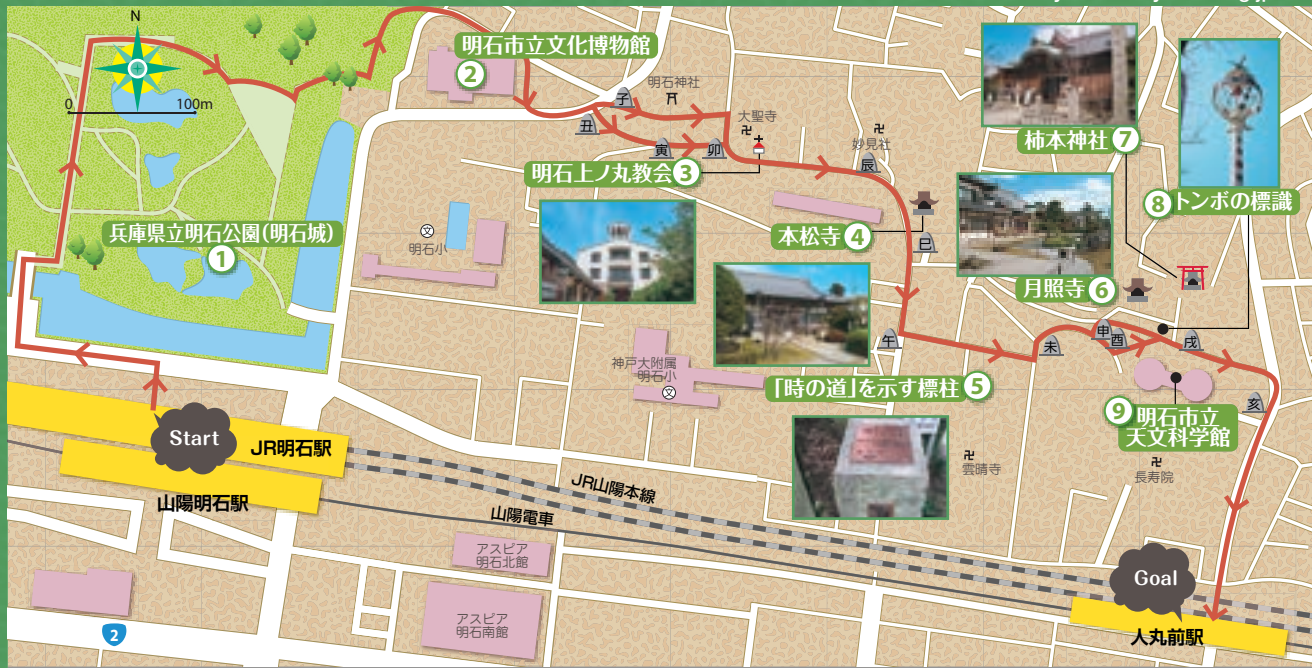 N
0 100m
明石市立文化博物館
②
子
明石神社
丑
寅
卯
大聖寺
妙見社
辰
明石上ノ丸教会③
柿本神社⑦
⑧トンボの標識
兵庫県立明石公園(明石城)
①
文
明石小
本松寺④
巳
月照寺⑥
午
未
申
酉
戌
亥
神戸大附属
明石小
文
「時の道」を示す標柱⑤
⑨明石市立
天文科学館
雲晴寺
長寿院
Start
JR明石駅
山陽明石駅
JR山陽本線
山陽電車
アスピア
明石北館
アスピア
明石南館
2
Goal
人丸前駅